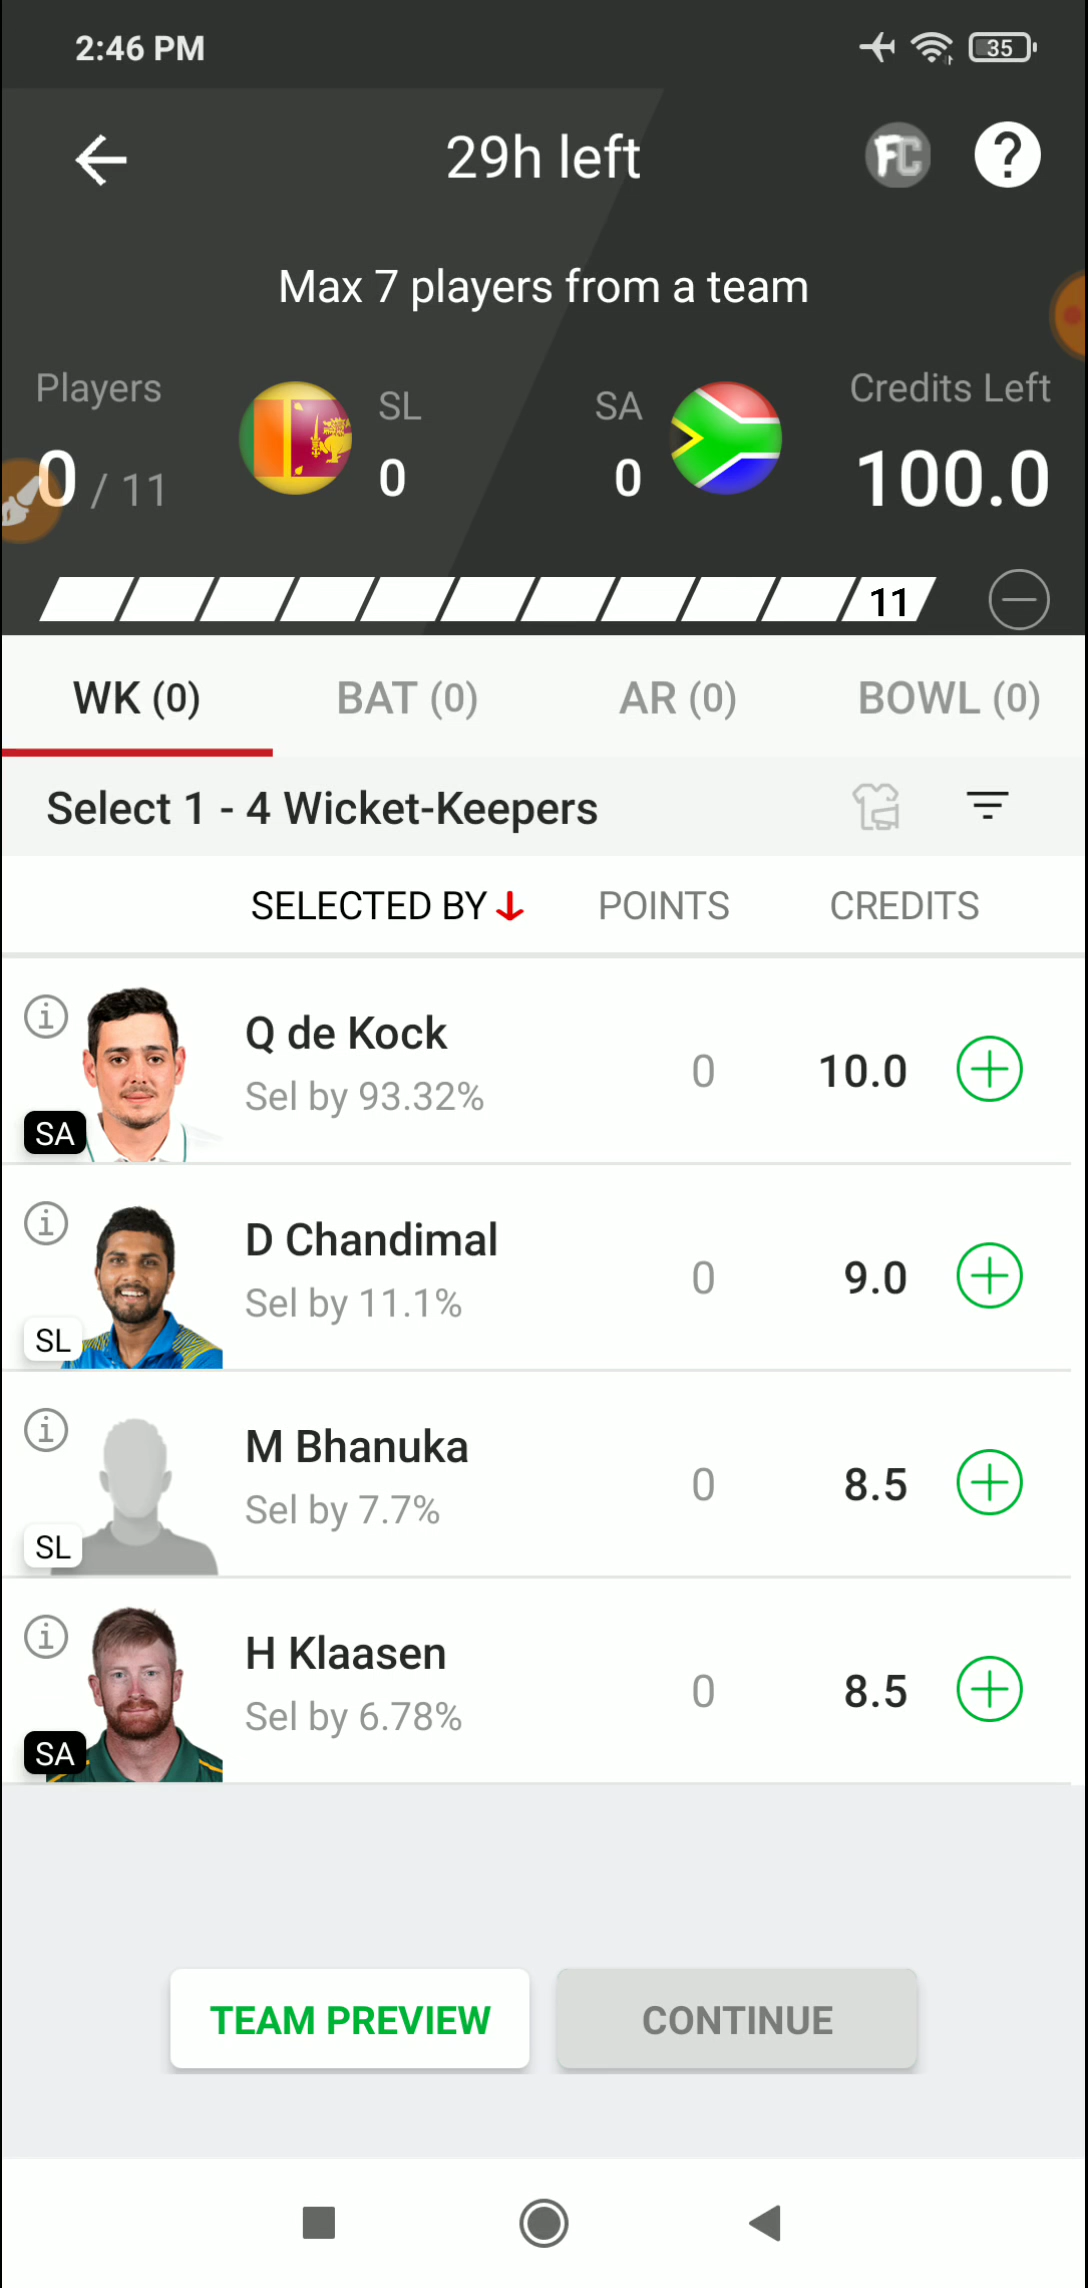 2:46 PM
35
29h left
FC
?
Max 7 players from a team
Players
SL
SA
Credits Left
0 / 11
0
0
100.0
11
WK (0)
BAT (0)
AR (0)
BOWL (0)
Select 1 - 4 Wicket-Keepers
SELECTED BY
POINTS
CREDITS
Q de Kock
Sel by 93.32%
0
10.0
SA
D Chandimal
Sel by 11.1%
0
9.0
SL
M Bhanuka
Sel by 7.7%
0
8.5
SL
H Klaasen
Sel by 6.78%
0
8.5
SA
TEAM PREVIEW
CONTINUE